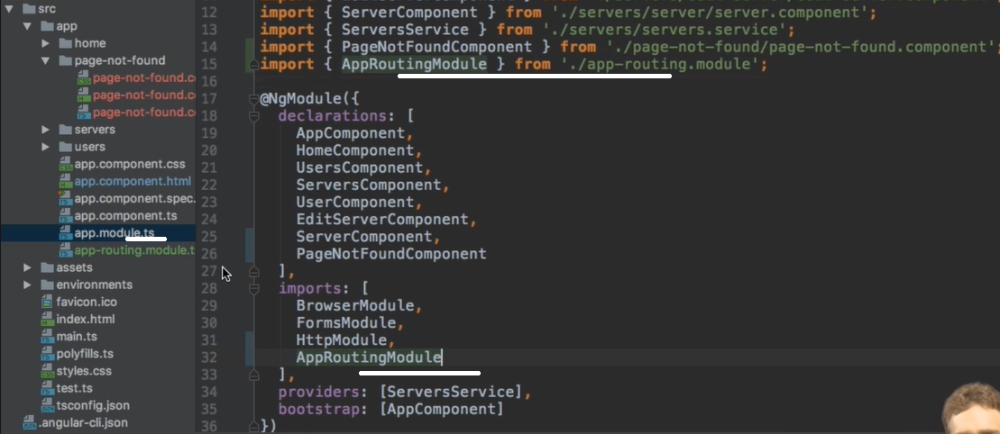 src
app
home
page-not-found
page-not-found.co
page-not-found.co
page-not-found.co
servers
users
app.component.css
app.component.html
app.component.spec.
app.component.ts
app.module.ts
app-routing.module.t
assets
environments
favicon.ico
index.html
main.ts
polyfills.ts
styles.css
test.ts
tsconfig.json
.angular-cli.json
12 import { ServerComponent } from './servers/server/server.component';
13 import { ServersService } from './servers/servers.service';
14 import { PageNotFoundComponent } from './page-not-found/page-not-found.component';
15 import { AppRoutingModule } from './app-routing.module';
16
17 @NgModule({
18 declarations: [
19 AppComponent,
20 HomeComponent,
21 UsersComponent,
22 ServersComponent,
23 UserComponent,
24 EditServerComponent,
25 ServerComponent,
26 PageNotFoundComponent
27 ],
28 imports: [
29 BrowserModule,
30 FormsModule,
31 HttpModule,
32 AppRoutingModule
33 ],
34 providers: [ServersService],
35 bootstrap: [AppComponent]
36 })